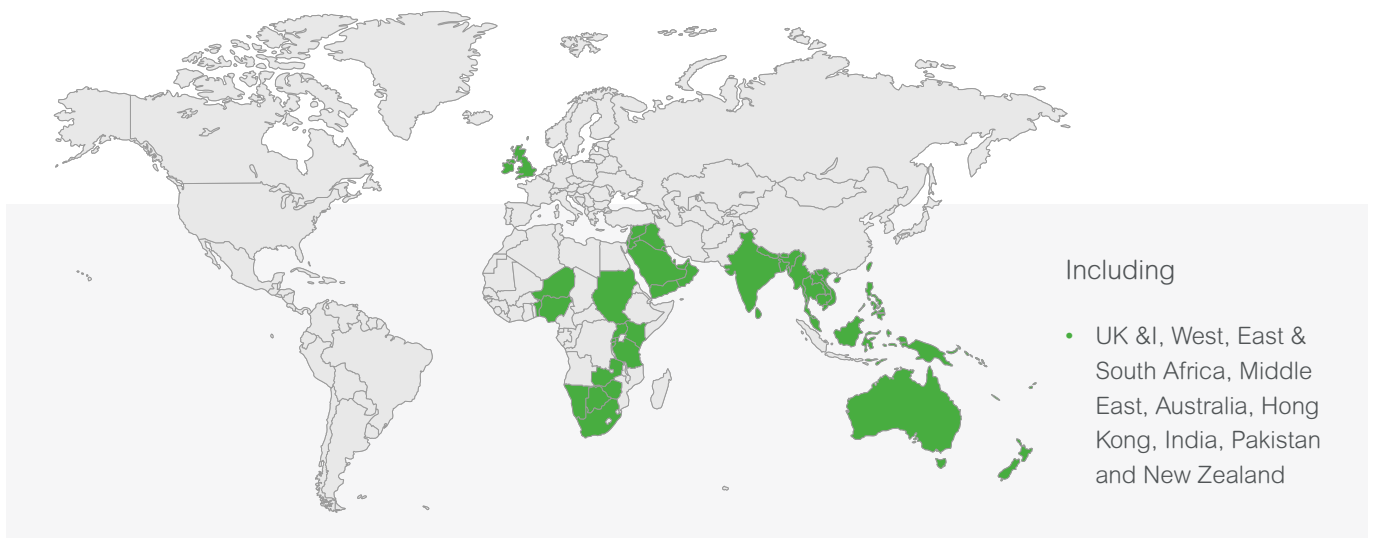 Including
• UK &I, West, East &
South Africa, Middle
East, Australia, Hong
Kong, India, Pakistan
and New Zealand